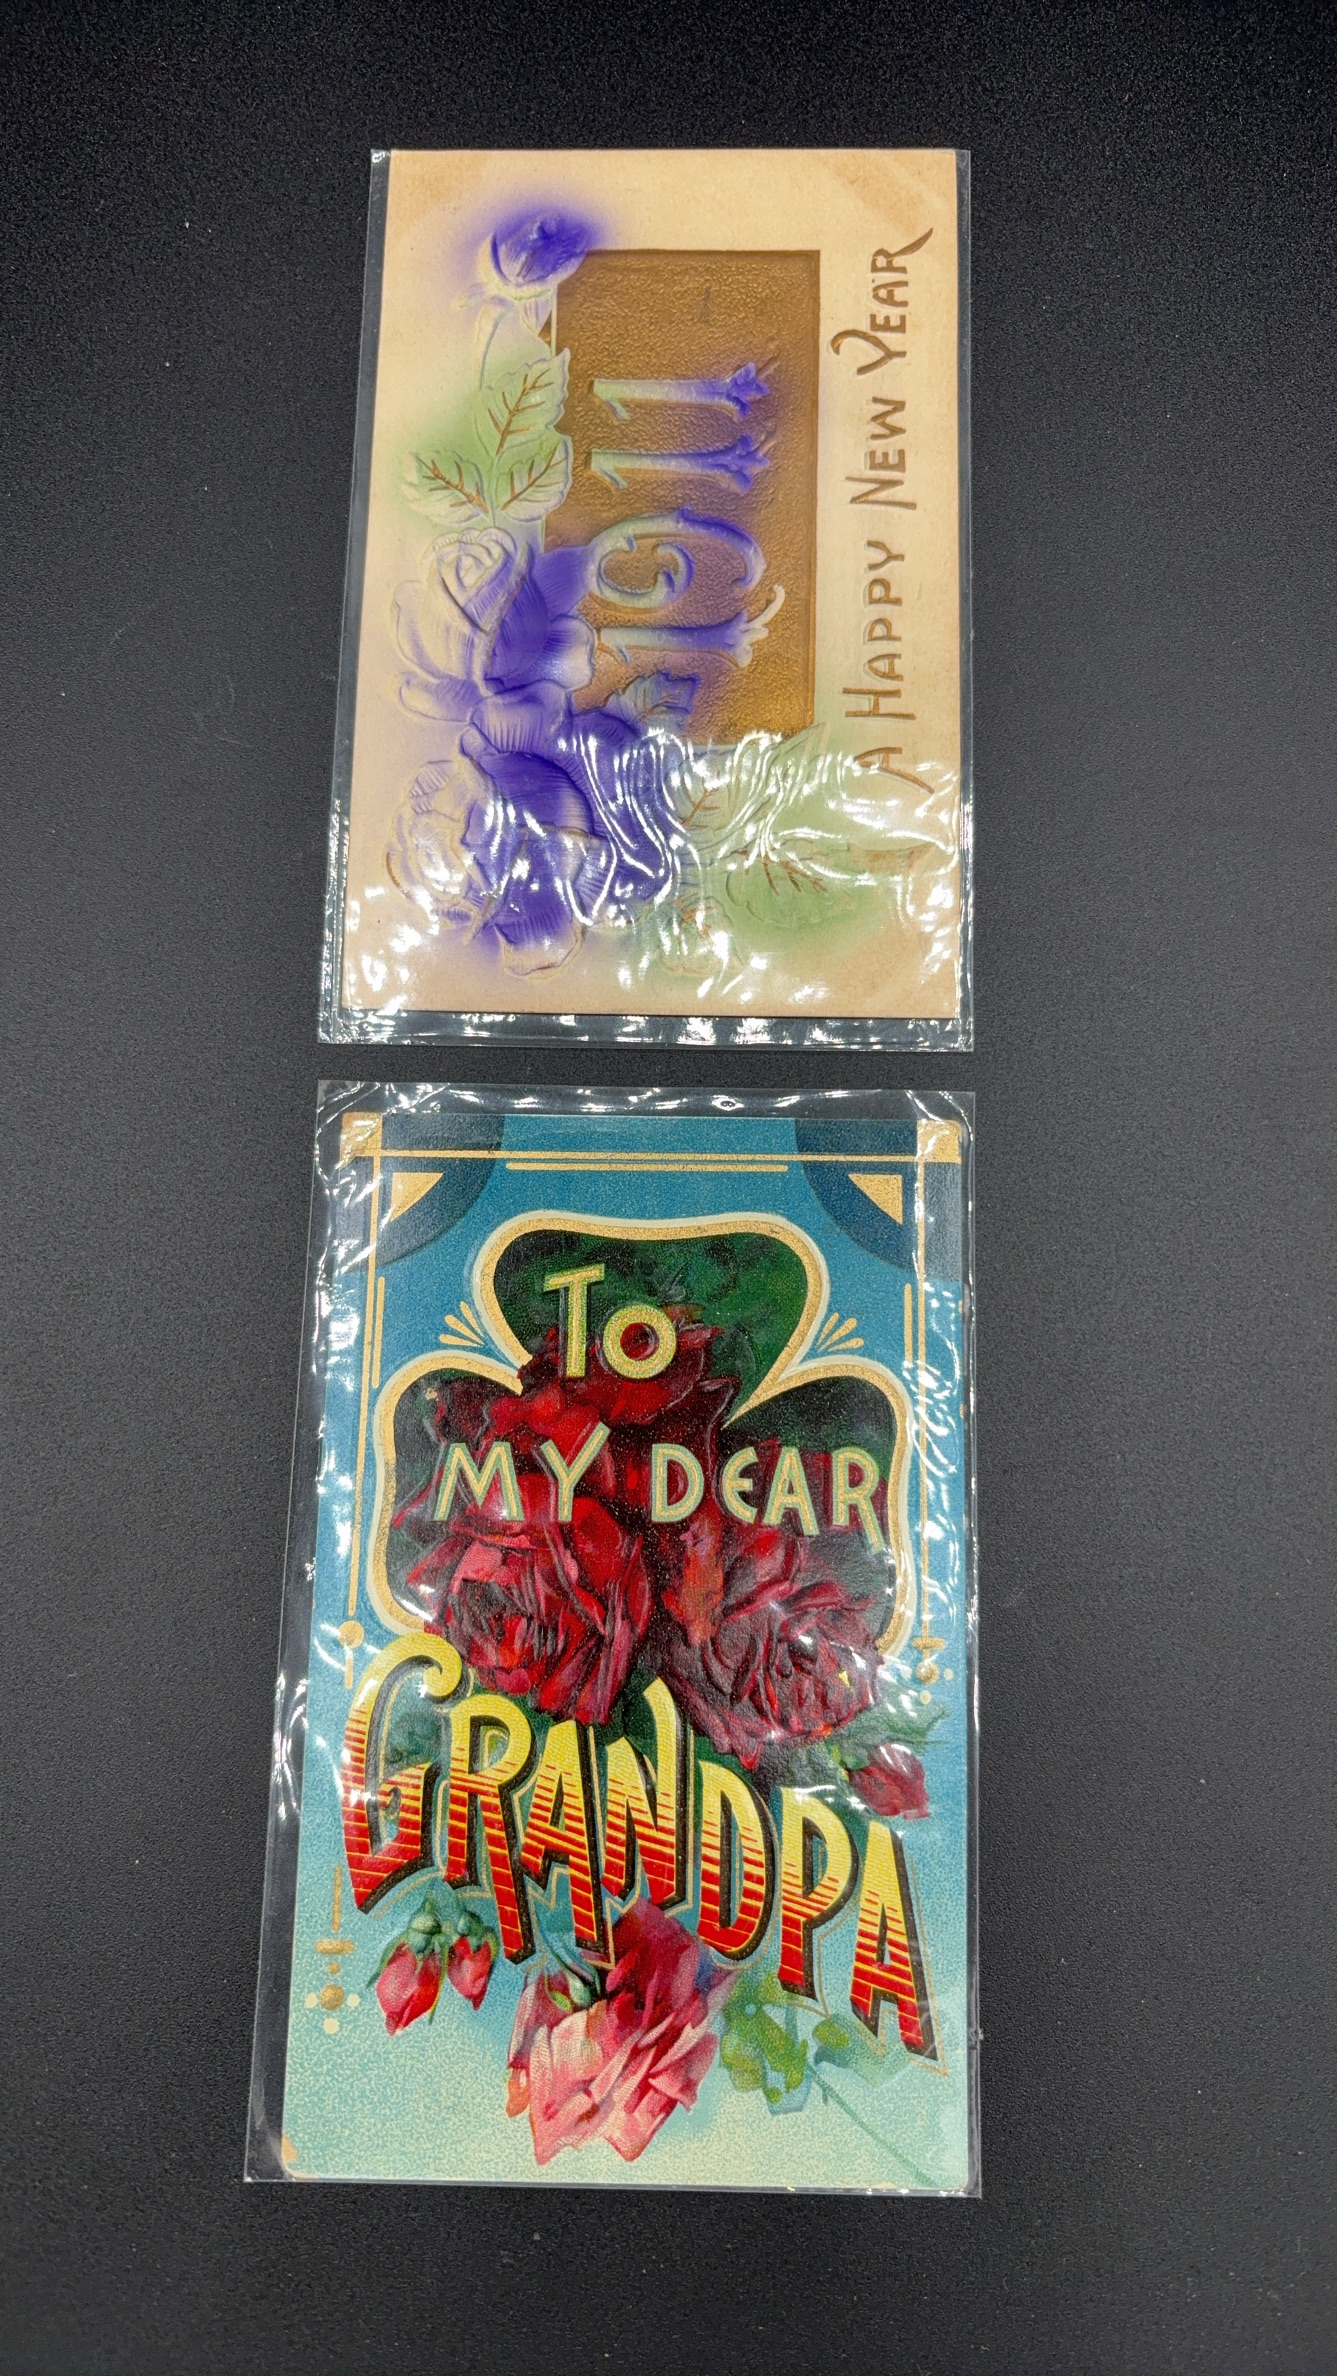 1911
A HAPPY NEW YEAR
TO
MY DEAR
GRANDPA